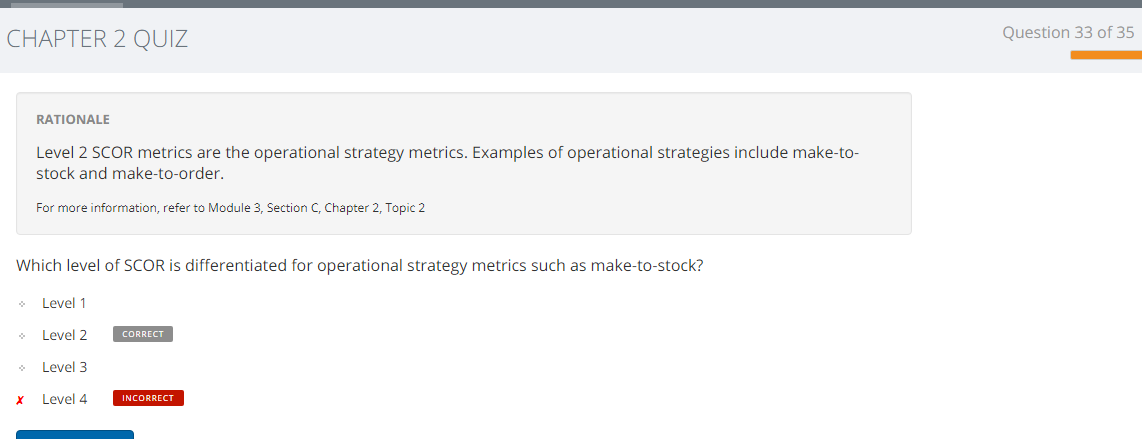 CHAPTER 2 QUIZ
Question 33 of 35
RATIONALE
Level 2 SCOR metrics are the operational strategy metrics. Examples of operational strategies include make-to-
stock and make-to-order.
For more information, refer to Module 3, Section C, Chapter 2, Topic 2
Which level of SCOR is differentiated for operational strategy metrics such as make-to-stock?
Level 1
Level 2 CORRECT
Level 3
✗ Level 4 INCORRECT